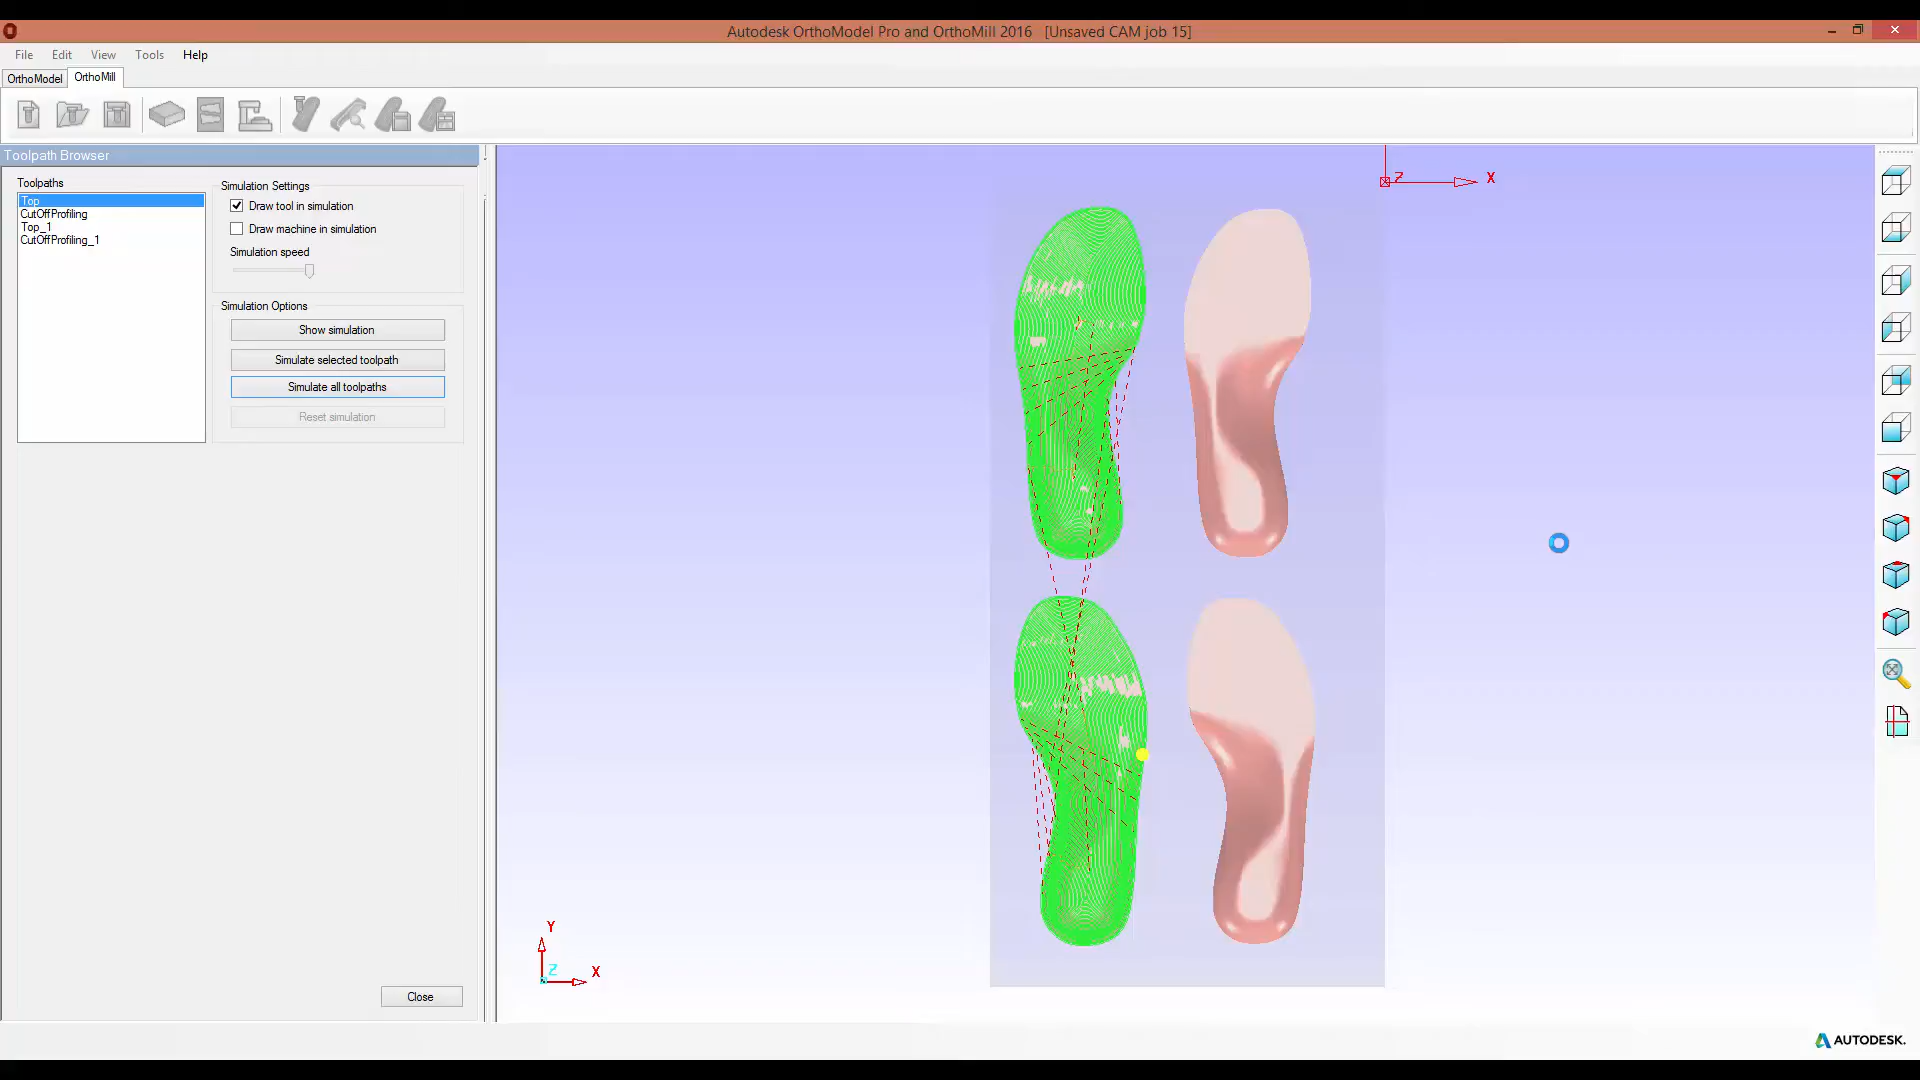 Autodesk OrthoModel Pro and OrthoMill 2016 [Unsaved CAM job 15]
File Edit View Tools Help
OrthoModel OrthoMill
Toolpath Browser
Toolpaths
Top
CutOffProfiling
Top_1
CutOffProfiling_1
Simulation Settings
Draw tool in simulation
Draw machine in simulation
Simulation speed
Simulation Options
Show simulation
Simulate selected toolpath
Simulate all toolpaths
Reset simulation
Close
Z X
Y
Z X
AUTODESK.